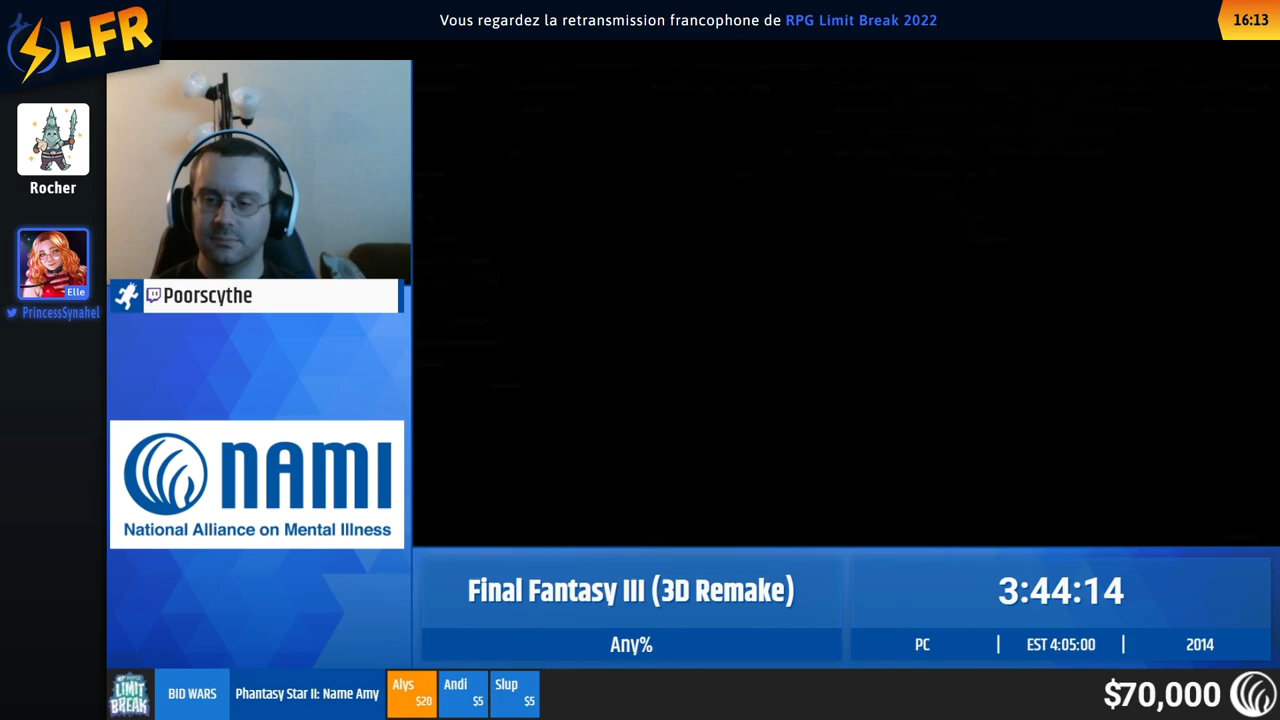 LFR
Vous regardez la retransmission francophone de RPG Limit Break 2022
16:13
Rocher
Elle
PrincessSynahel
Poorscythe
NAMI
National Alliance on Mental Illness
Final Fantasy III (3D Remake)
3:44:14
Any%
PC | EST 4:05:00 | 2014
LIMIT
BREAK
BID WARS
Phantasy Star II: Name Amy
Alys
$20
Andi
$5
Slup
$5
$70,000